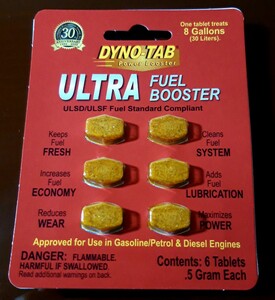 One tablet treats
8 Gallons
(30 Liters).
30
DYNO-TAB
Power Booster
ULTRA FUEL BOOSTER
ULSD/ULSF Fuel Standard Compliant
Keeps
Fuel
FRESH
Cleans
Fuel
SYSTEM
Increases
Fuel
ECONOMY
Adds
Fuel
LUBRICATION
Reduces
WEAR
Maximizes
POWER
Approved for Use in Gasoline/Petrol & Diesel Engines
DANGER: FLAMMABLE.
HARMFUL IF SWALLOWED.
Read additional warnings on back.
Contents: 6 Tablets
.5 Gram Each